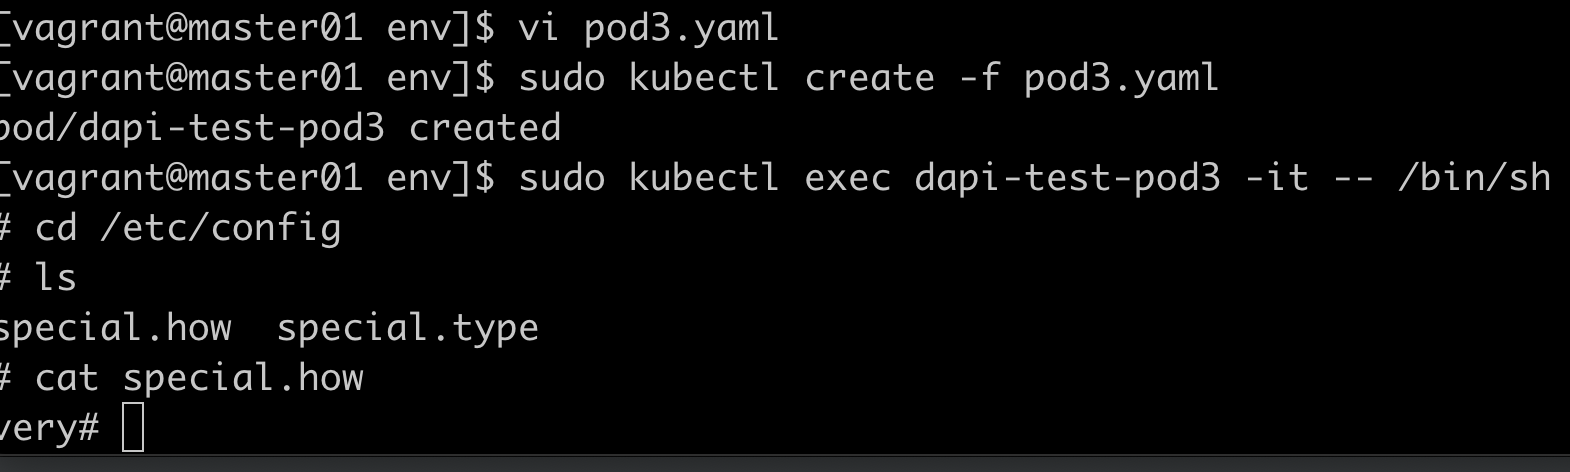 [vagrant@master01 env]$ vi pod3.yaml
[vagrant@master01 env]$ sudo kubectl create -f pod3.yaml
pod/dapi-test-pod3 created
[vagrant@master01 env]$ sudo kubectl exec dapi-test-pod3 -it -- /bin/sh
# cd /etc/config
# ls
special.how  special.type
# cat special.how
very#